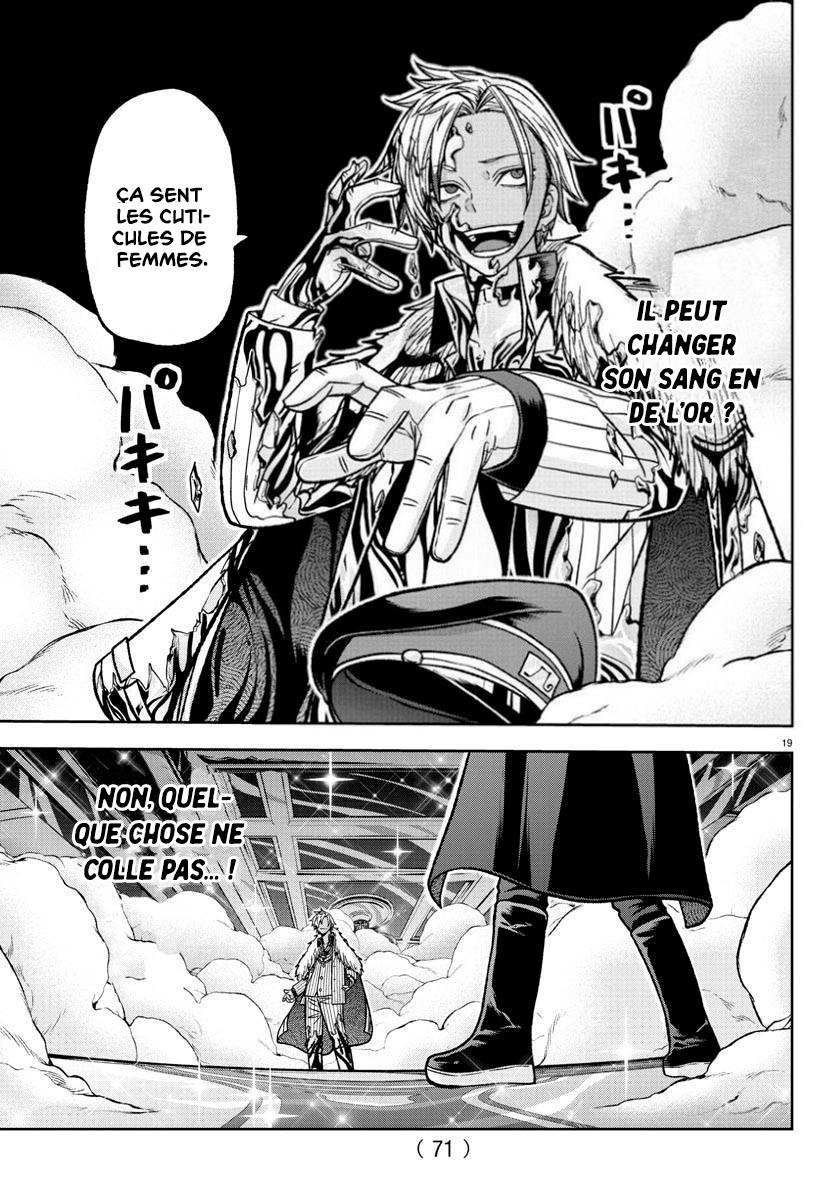 パキ…
IL PEUT
CHANGER
SON SANG EN
DE L'OR ?
ÇA SENT
LES CUTI-
CULES DE
FEMMES.
パキキ…
19
NON, QUEL-
QUE CHOSE NE
COLLE PAS... !
( 71 )